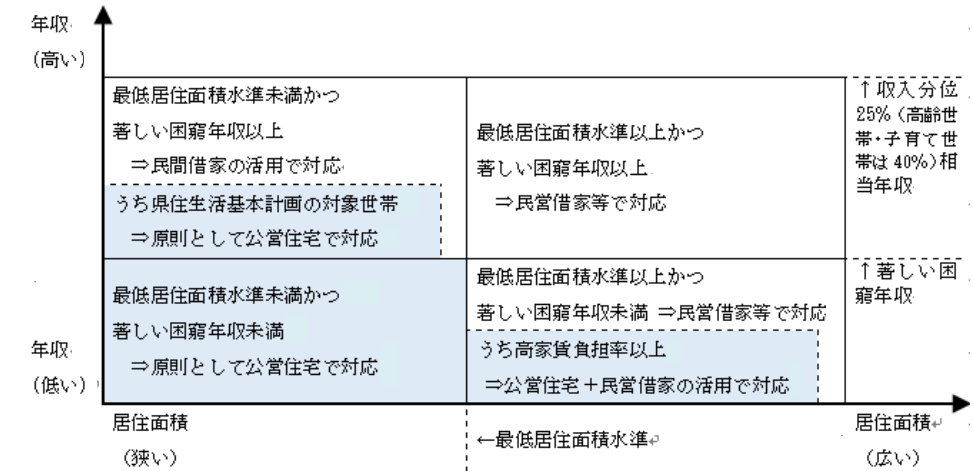 年収
（高い）
最低居住面積水準未満かつ
著しい困窮年収以上
⇒民間借家の活用で対応
うち県住生活基本計画の対象世帯
⇒原則として公営住宅で対応
最低居住面積水準以上かつ
著しい困窮年収以上
⇒民営借家等で対応
↑収入分位
25%（高齢世
帯・子育て世
帯は40%）相
当年収
最低居住面積水準未満かつ
著しい困窮年収未満
⇒原則として公営住宅で対応
最低居住面積水準以上かつ
著しい困窮年収未満 ⇒民営借家等で対応
うち高家賃負担率以上
⇒公営住宅＋民営借家の活用で対応
↑著しい困
窮年収
年収
（低い）
居住面積
（狭い）
←最低居住面積水準
居住面積
（広い）